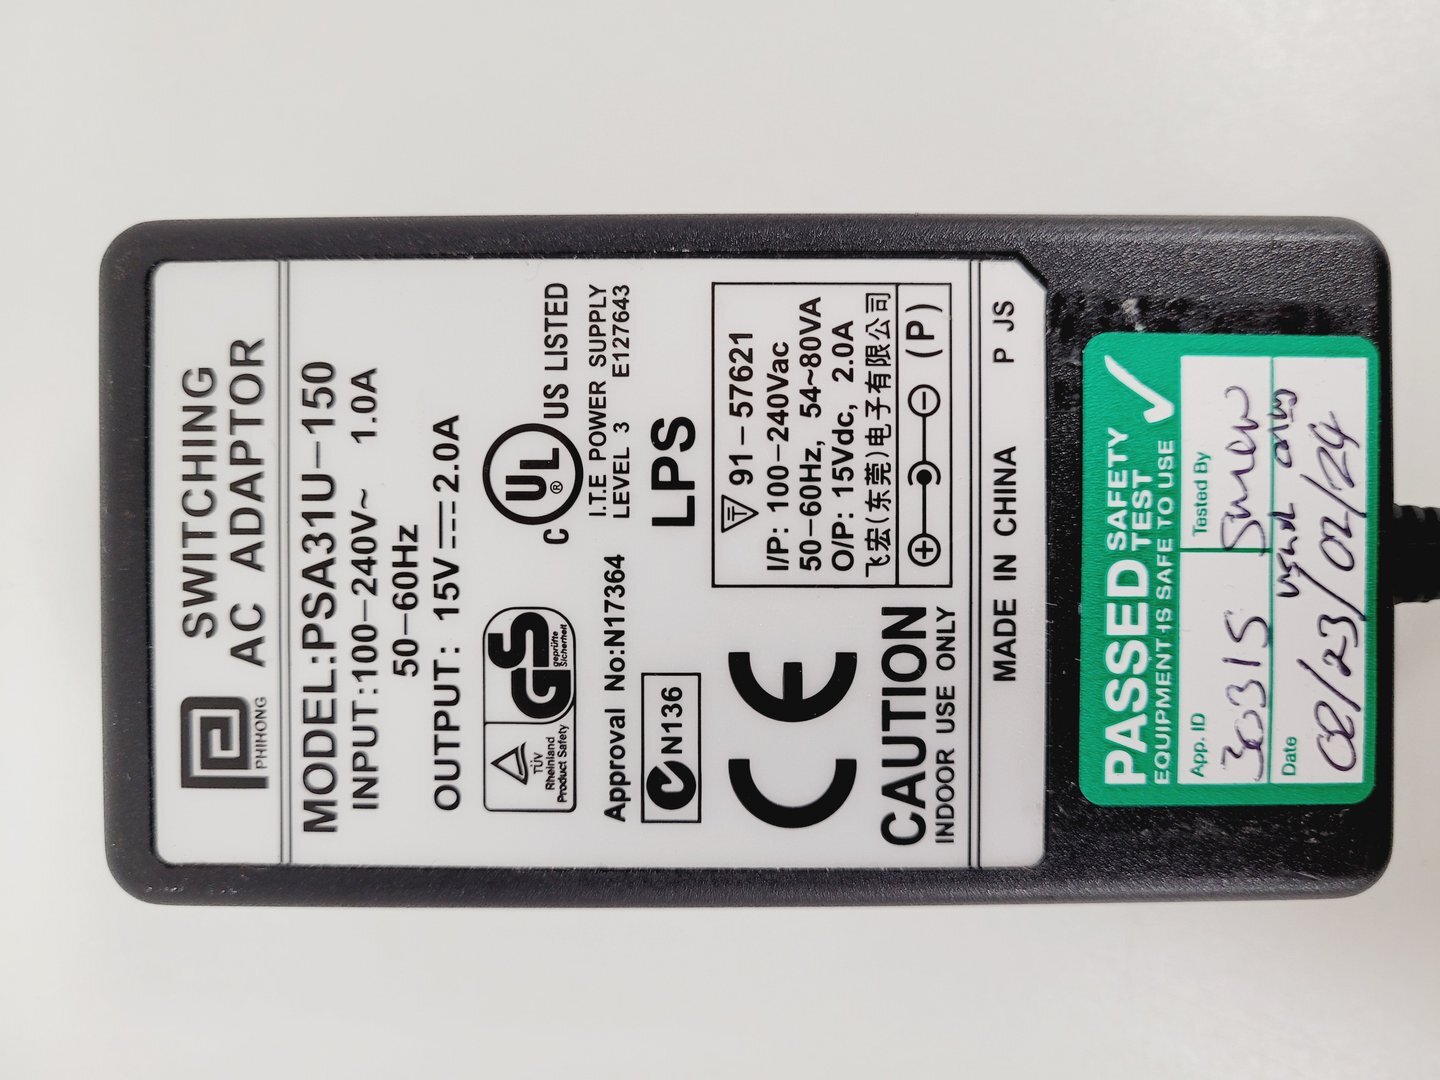 PHIHONG
SWITCHING
AC ADAPTOR
MODEL:PSA31U-150
INPUT:100-240V~ 1.0A
50-60Hz
OUTPUT: 15V⎓2.0A
TÜV
Rheinland
Product Safety
GS
geprüfte
Sicherheit
C UL® US LISTED
I.T.E POWER SUPPLY
LEVEL 3 E127643
Approval No:N17364
N136
LPS
CE
91-57621
I/P: 100-240Vac
50-60Hz, 54~80VA
O/P: 15Vdc, 2.0A
飞宏(东莞)电子有限公司
(P)
CAUTION
INDOOR USE ONLY
MADE IN CHINA
P JS
PASSED SAFETY TEST
EQUIPMENT IS SAFE TO USE
App. ID
30315
Tested By
Date
visual only
02/23/02/24